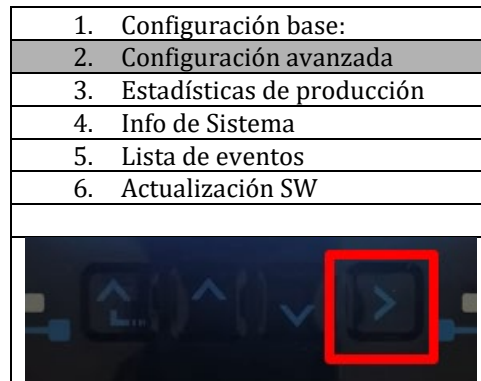 1. Configuración base:
2. Configuración avanzada
3. Estadísticas de producción
4. Info de Sistema
5. Lista de eventos
6. Actualización SW